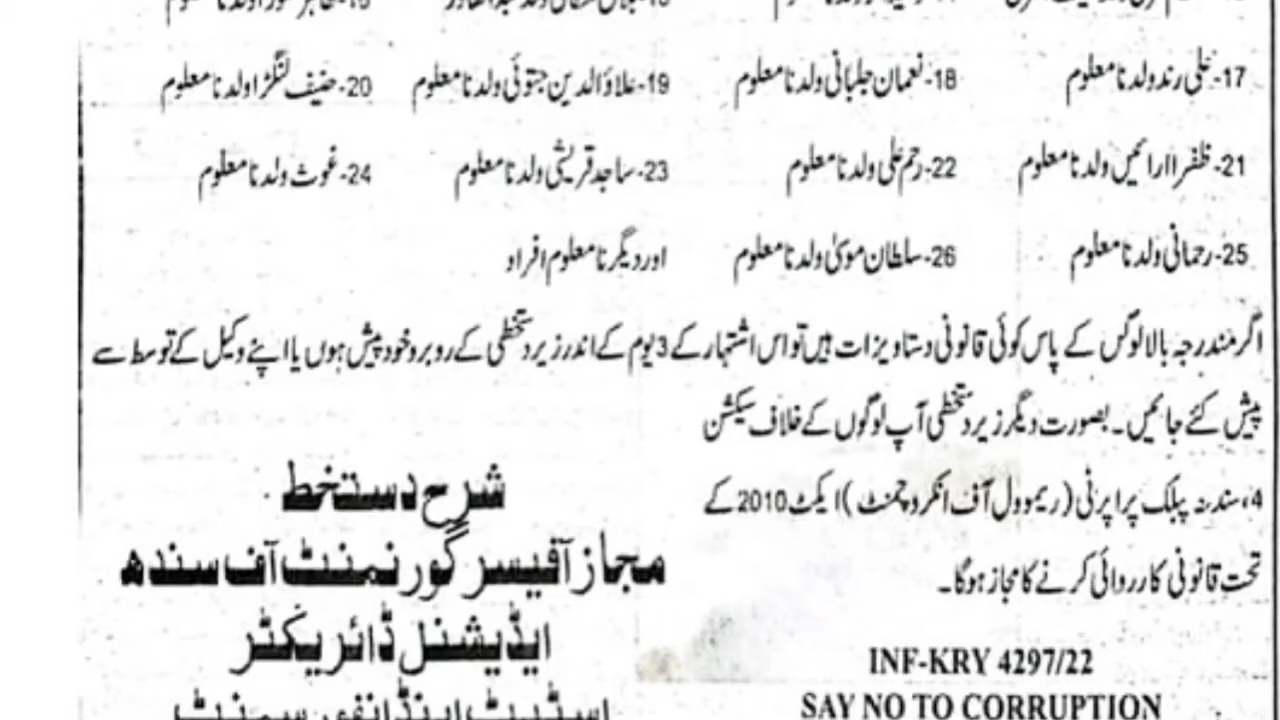 17-علی رند ولد نامعلوم 18-نعمان جلبانی ولد نامعلوم 19-علاؤالدین جتوئی ولد نامعلوم 20-حنیف لنگڑا ولد نامعلوم
21-ظفر اارائیں ولد نامعلوم 22-رحم علی ولد نامعلوم 23-ساجد قریشی ولد نامعلوم 24-غوث ولد نامعلوم
25-رحمانی ولد نامعلوم 26-سلطان موسیٰ ولد نامعلوم اور دیگر نامعلوم افراد
اگر مندرجہ بالا لوگس کے پاس کوئی قانونی دستاویزات ہیں تو اس اشتہار کے 3 یوم کے اندر زیر دستخطی کے روبرو خود پیش ہوں یا اپنے وکیل کے توسط سے
پیش کئے جائیں۔ بصورت دیگر زیر دستخطی آپ لوگوں کے خلاف سیکشن
4، سندھ پبلک پراپرٹی (ریموول آف انکروچمنٹ) ایکٹ 2010 کے
تحت قانونی کارروائی کرنے کا مجاز ہوگا۔
شرح دستخط
مجاز آفیسر گورنمنٹ آف سندھ
ایڈیشنل ڈائریکٹر
اسٹیٹ اینڈ انفورسمنٹ
INF-KRY 4297/22
SAY NO TO CORRUPTION